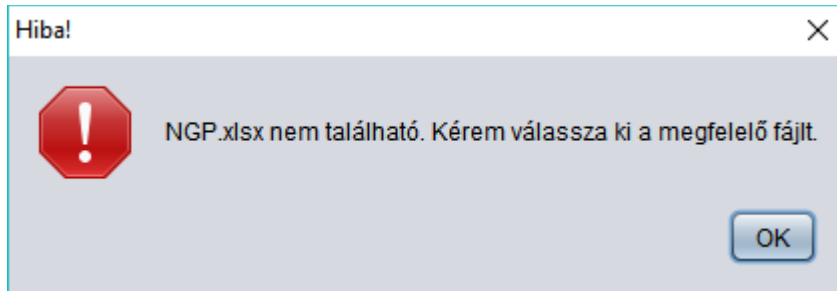 Hiba!
NGP.xlsx nem található. Kérem válassza ki a megfelelő fájlt.
OK